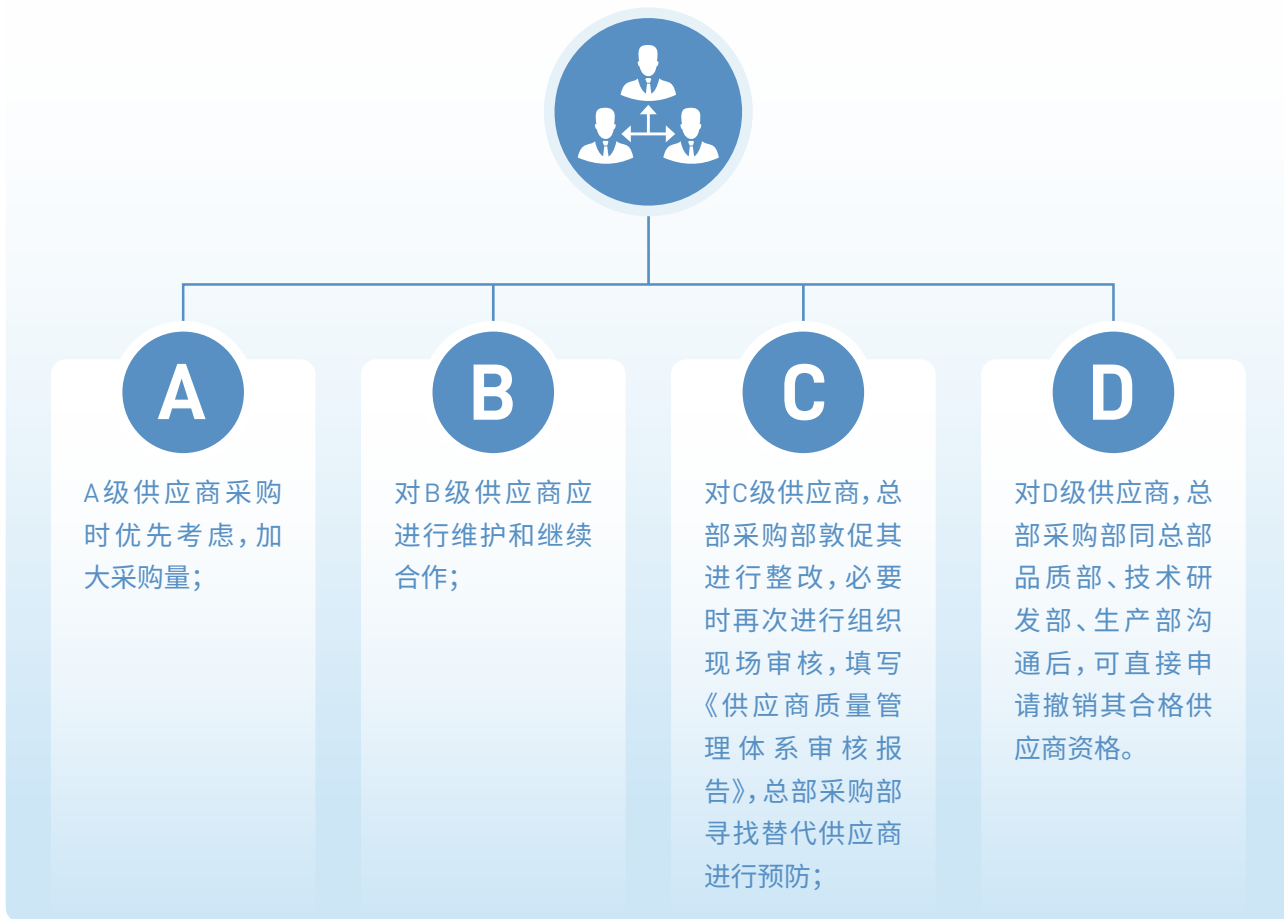 A
A级供应商采购
时优先考虑，加
大采购量；
B
对B级供应商应
进行维护和继续
合作；
C
对C级供应商，总
部采购部敦促其
进行整改，必要
时再次进行组织
现场审核，填写
《供应商质量管
理体系审核报
告》，总部采购部
寻找替代供应商
进行预防；
D
对D级供应商，总
部采购部同总部
品质部、技术研
发部、生产部沟
通后，可直接申
请撤销其合格供
应商资格。